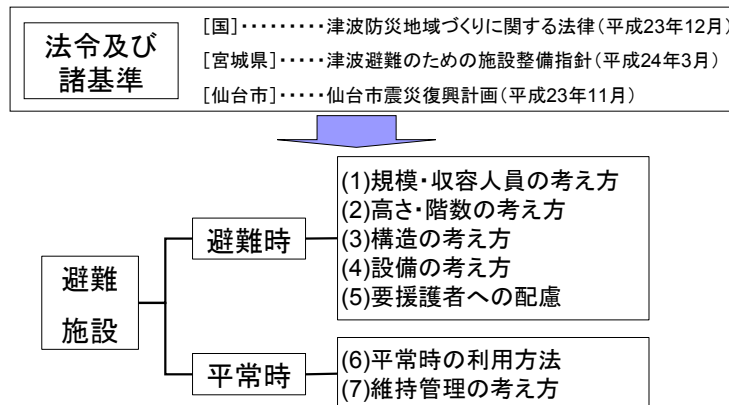 法令及び
諸基準
[国]・・・・・・・・・津波防災地域づくりに関する法律(平成23年12月)
[宮城県]・・・・・津波避難のための施設整備指針(平成24年3月)
[仙台市]・・・・・仙台市震災復興計画(平成23年11月)
避難
施設
避難時
(1)規模・収容人員の考え方
(2)高さ・階数の考え方
(3)構造の考え方
(4)設備の考え方
(5)要援護者への配慮
平常時
(6)平常時の利用方法
(7)維持管理の考え方